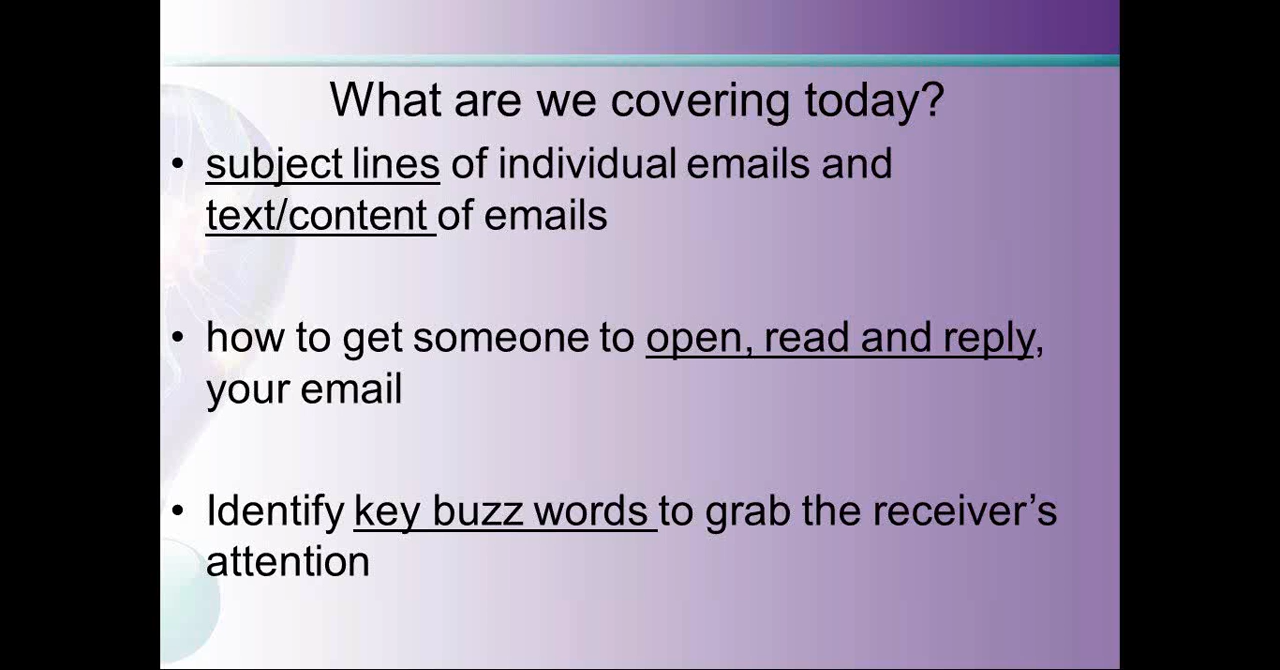 What are we covering today?
• subject lines of individual emails and
text/content of emails
• how to get someone to open, read and reply,
your email
• Identify key buzz words to grab the receiver’s
attention